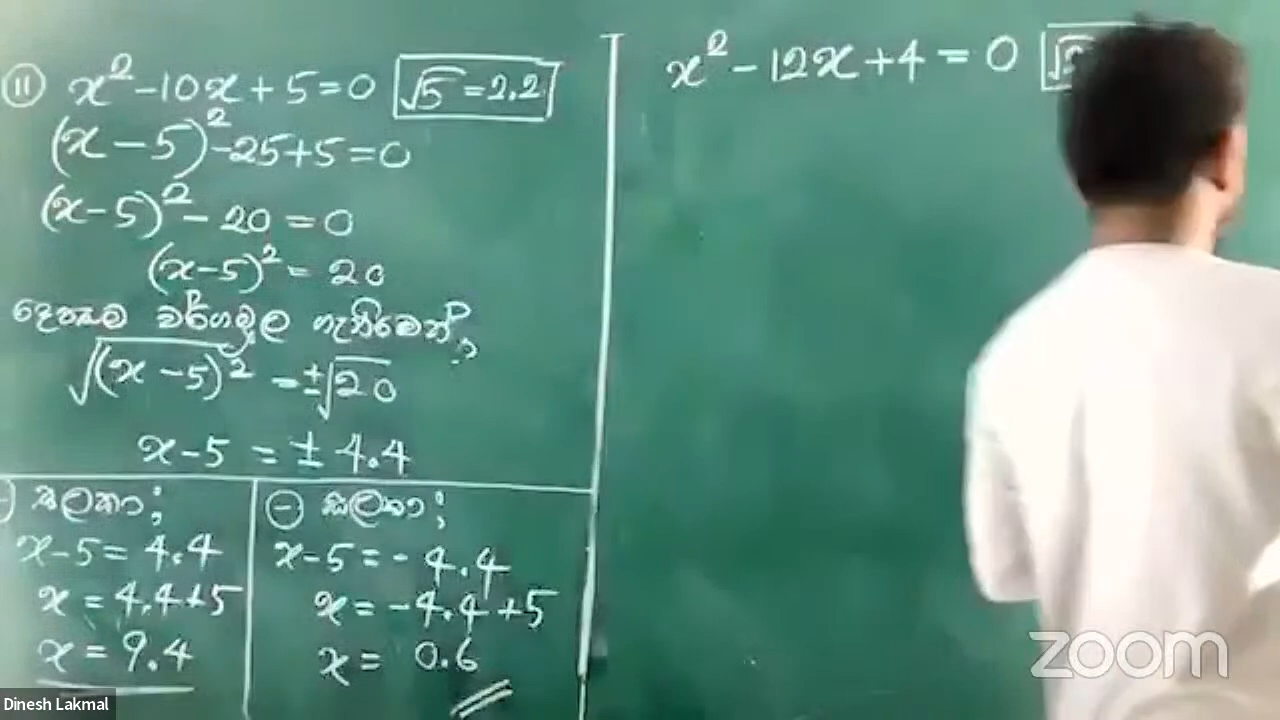 11 x² - 10x + 5 = 0 √5 = 2.2
(x - 5)² - 25 + 5 = 0
(x - 5)² - 20 = 0
(x - 5)² = 20
දෙපසම වර්ගමූල ගැනීමෙන්
√(x - 5)² = ±√20
x - 5 = ± 4.4
සලකා ;
x - 5 = 4.4
x = 4.4 + 5
x = 9.4
(-) සලකා ;
x - 5 = - 4.4
x = -4.4 + 5
x = 0.6
x² - 12x + 4 = 0
zoom
Dinesh Lakmal